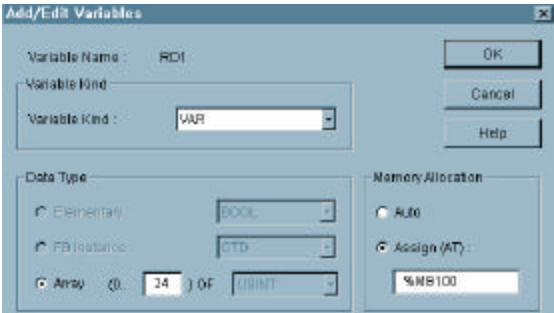 Add/Edit Variables
Variable Name : RD1
OK
Variable Kind
Variable Kind : VAR
Cancel
Help
Data Type
Memory Allocation
Elementary BOOL
Auto
FB Instance CTD
Assign (AT) :
Array (0.. 24 ) OF USINT
%MB100